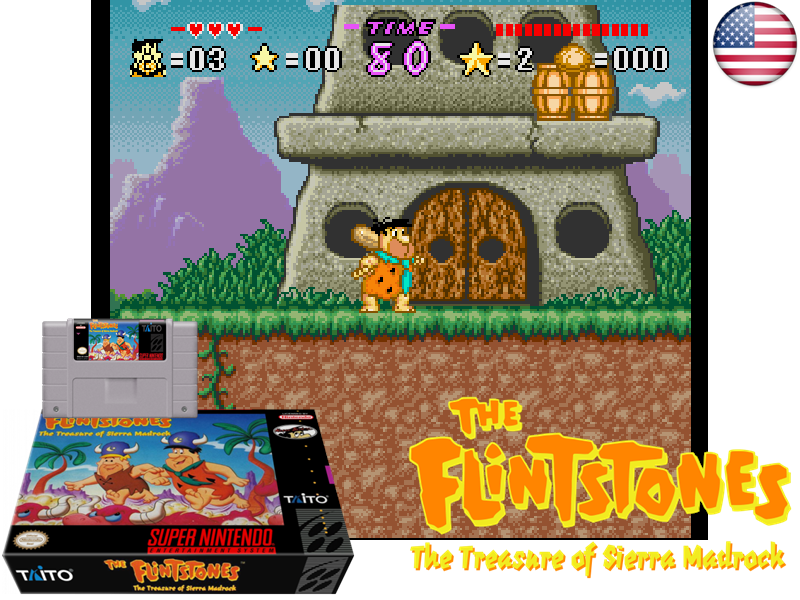 TIME
=03 =00 80 =2 =000
TAITO
FLINTSTONES
The Treasure of Sierra Madrock
TAITO
SUPER NINTENDO
ENTERTAINMENT SYSTEM
TAITO
THE FLINTSTONES
The Treasure of Sierra Madrock
THE
FLINTSTONES
The Treasure of Sierra Madrock